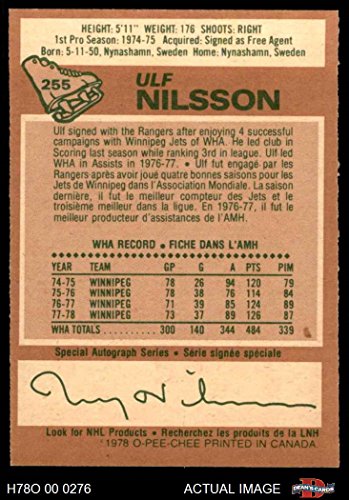 HEIGHT: 5'11" WEIGHT: 176 SHOOTS: RIGHT
1st Pro Season: 1974-75 Acquired: Signed as Free Agent
Born: 5-11-50, Nynashamn, Sweden Home: Nynashamn, Sweden
255
ULF
NILSSON
Ulf signed with the Rangers after enjoying 4 successful
campaigns with Winnipeg Jets of WHA. He led club in
Scoring last season while ranking 3rd in league. Ulf led
WHA in Assists in 1976-77. • Ulf fut engagé par les
Rangers après avoir joué quatre bonnes saisons pour les
Jets de Winnipeg dans l'Association Mondiale. La saison
dernière, il fut le meilleur compteur des Jets et le
troisième meilleur compteur de la ligue. En 1976-77, il
fut le meilleur producteur d'assistances de l'AMH.
WHA RECORD • FICHE DANS L'AMH
YEAR TEAM GP G A PTS PIM
74-75 WINNIPEG 78 26 94 120 79
75-76 WINNIPEG 78 38 76 114 84
76-77 WINNIPEG 71 39 85 124 89
77-78 WINNIPEG 73 37 89 126 87
WHA TOTALS 300 140 344 484 339
Special Autograph Series • Série signée spéciale
Look for NHL Products • Recherchez les produits de la LNH
©1978 O-PEE-CHEE PRINTED IN CANADA
H78O 00 0276
ACTUAL IMAGE
DEAN'S CARDS